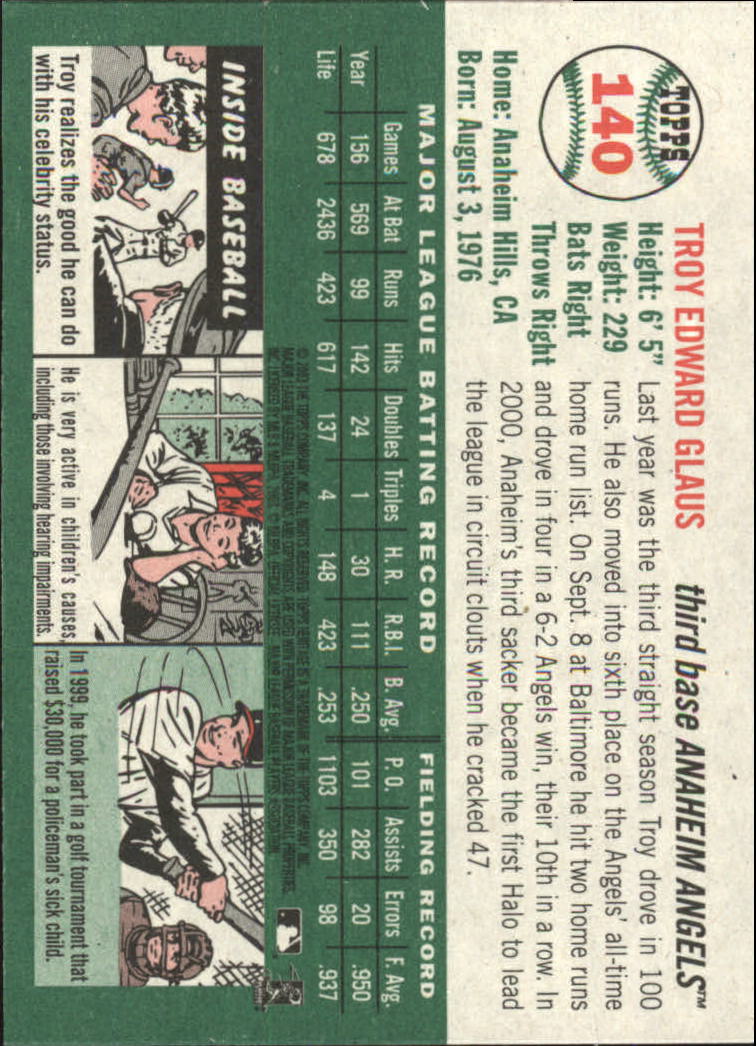 TOPPS
140
TROY EDWARD GLAUS third base ANAHEIM ANGELS™
Height: 6' 5"
Weight: 229
Bats Right
Throws Right
Home: Anaheim Hills, CA
Born: August 3, 1976
Last year was the third straight season Troy drove in 100
runs. He also moved into sixth place on the Angels' all-time
home run list. On Sept. 8 at Baltimore he hit two home runs
and drove in four in a 6-2 Angels win, their 10th in a row. In
2000, Anaheim's third sacker became the first Halo to lead
the league in circuit clouts when he cracked 47.
MAJOR LEAGUE BATTING RECORD FIELDING RECORD
Games At Bat Runs Hits Doubles Triples H. R. R.B.I. B. Avg. P. O. Assists Errors F. Avg.
Year 156 569 99 142 24 1 30 111 .250 101 282 20 .950
Life 678 2436 423 617 137 4 148 423 .253 1103 350 98 .937
INSIDE BASEBALL
Troy realizes the good he can do
with his celebrity status.
He is very active in children's causes,
including those involving hearing impairments.
In 1999, he took part in a golf tournament that
raised $30,000 for a policeman's sick child.